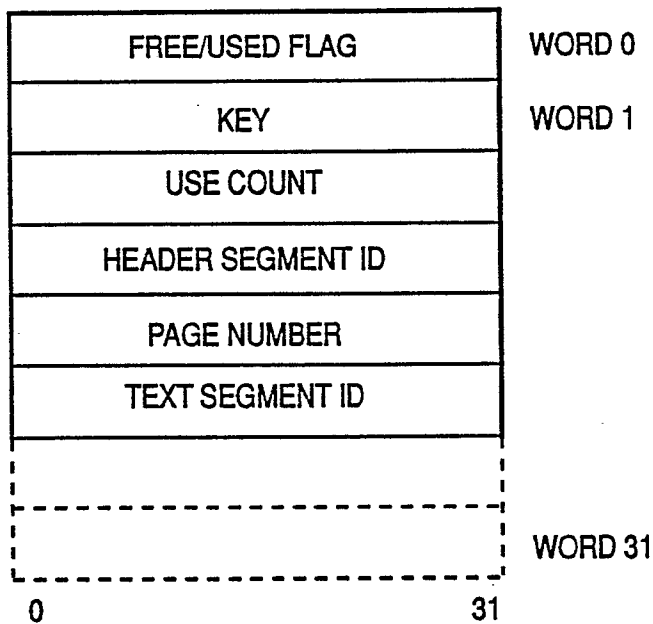 FREE/USED FLAG WORD 0
KEY WORD 1
USE COUNT
HEADER SEGMENT ID
PAGE NUMBER
TEXT SEGMENT ID
WORD 31
0 31